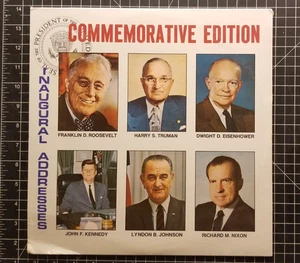 COMMEMORATIVE EDITION
INAUGURAL ADDRESSES
FRANKLIN D. ROOSEVELT
HARRY S. TRUMAN
DWIGHT D. EISENHOWER
JOHN F. KENNEDY
LYNDON B. JOHNSON
RICHARD M. NIXON